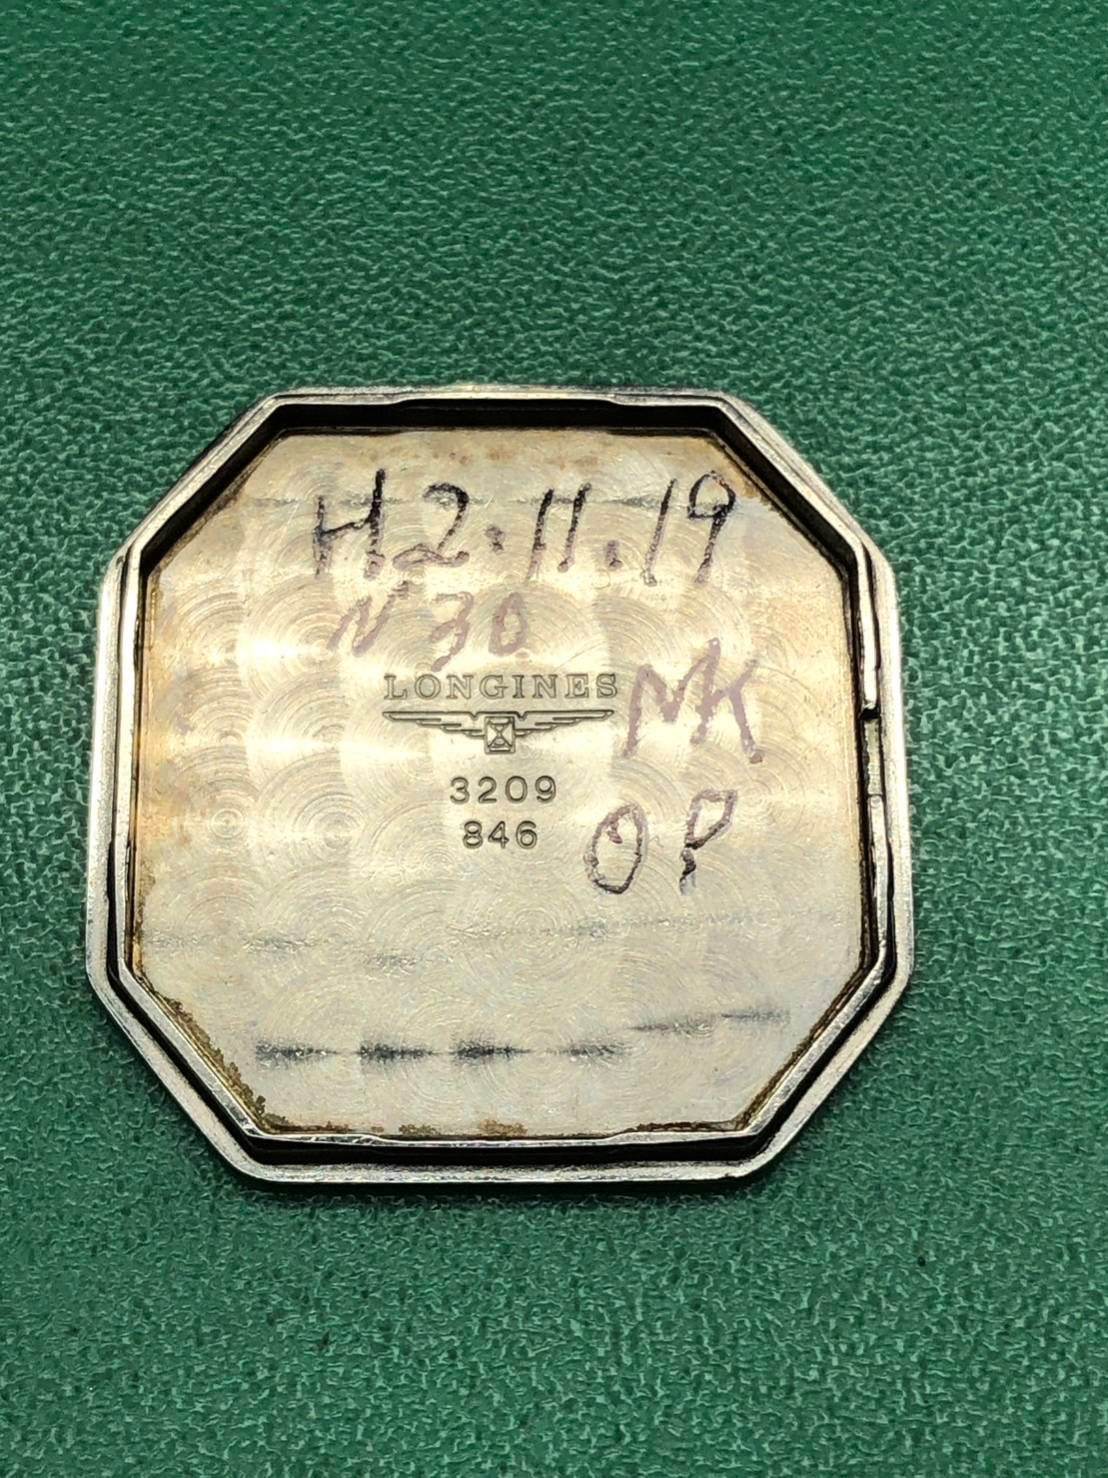 H2.11.19
N30
LONGINES
MK
3209
846
OP